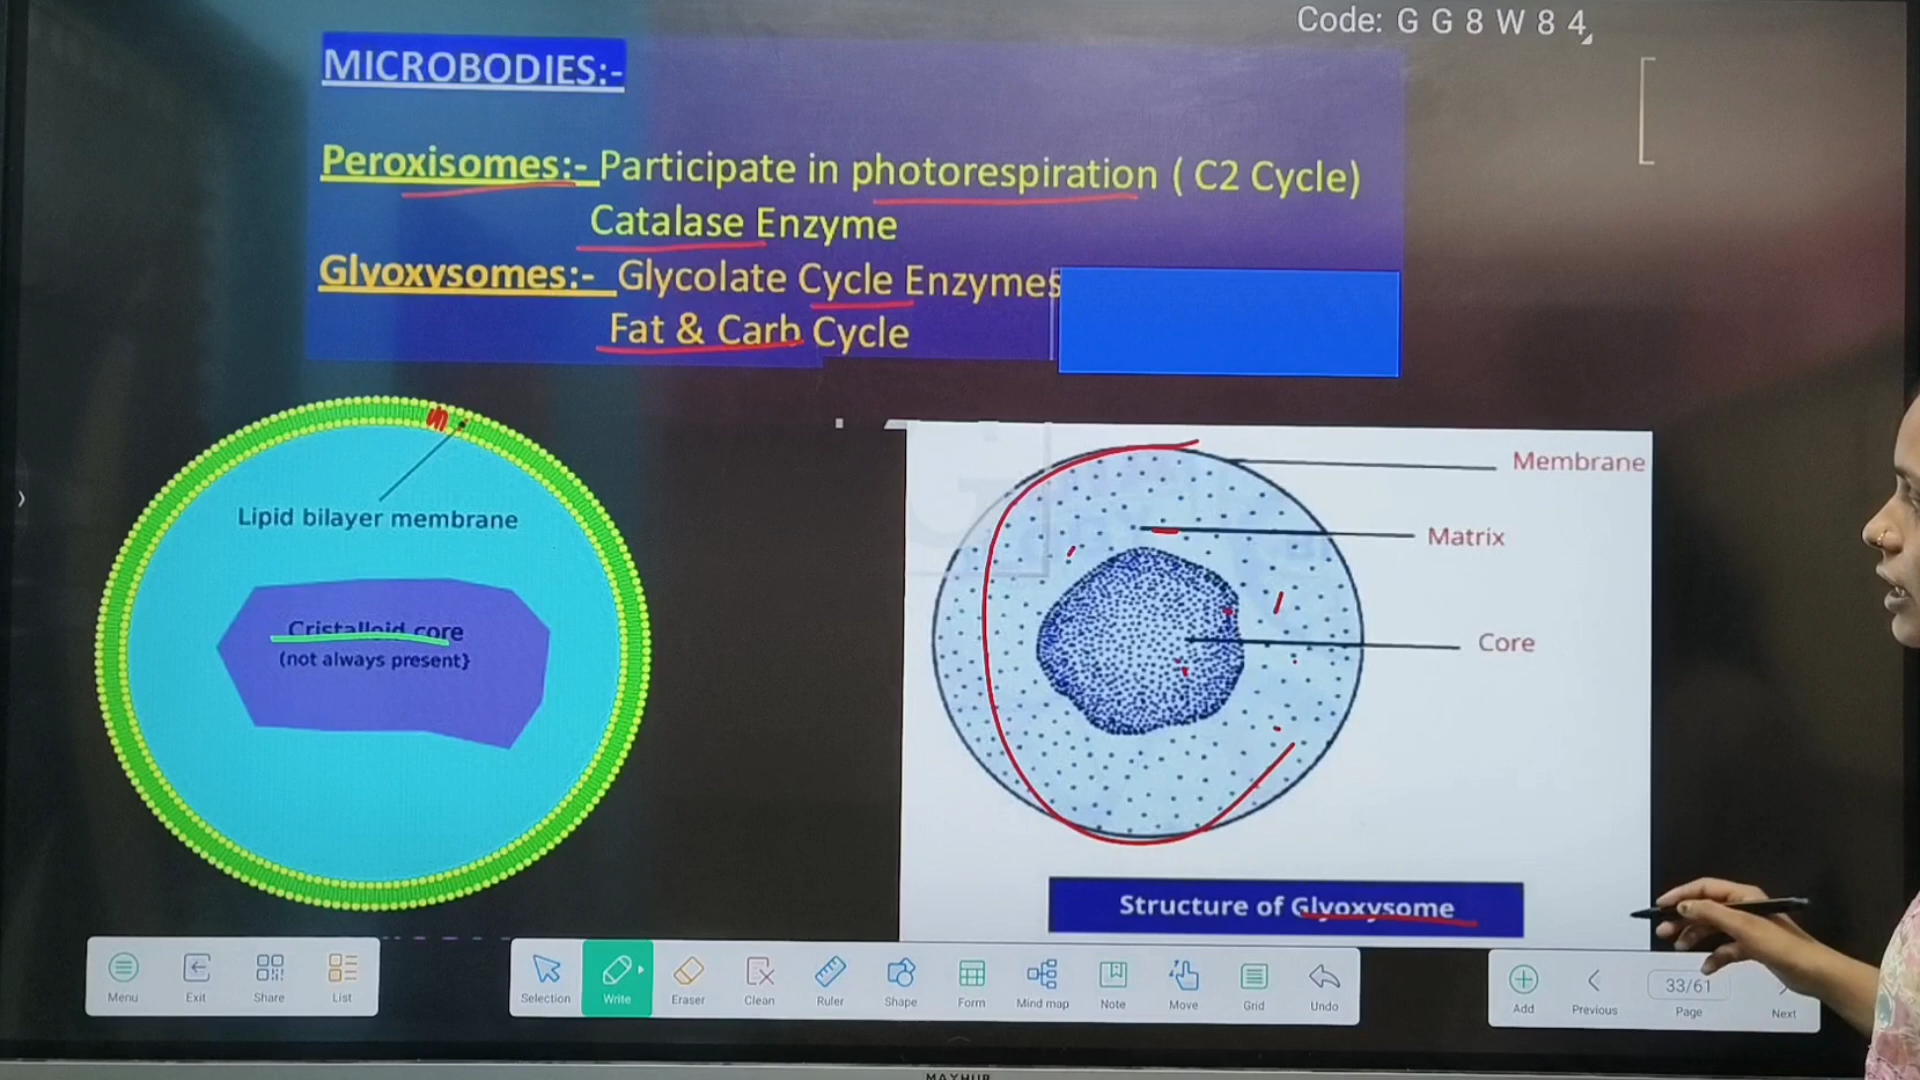 Code: G G 8 W 8 4
MICROBODIES:-
Peroxisomes:- Participate in photorespiration ( C2 Cycle)
Catalase Enzyme
Glyoxysomes:- Glycolate Cycle Enzymes
Fat & Carb Cycle
Lipid bilayer membrane
Cristalloid core
(not always present}
Membrane
Matrix
Core
Structure of Glyoxysome
Menu
Exit
Share
List
Selection
Write
Eraser
Clean
Ruler
Shape
Form
Mind map
Note
Move
Grid
Undo
Add
Previous
33/61
Page
Next
MAXHUB